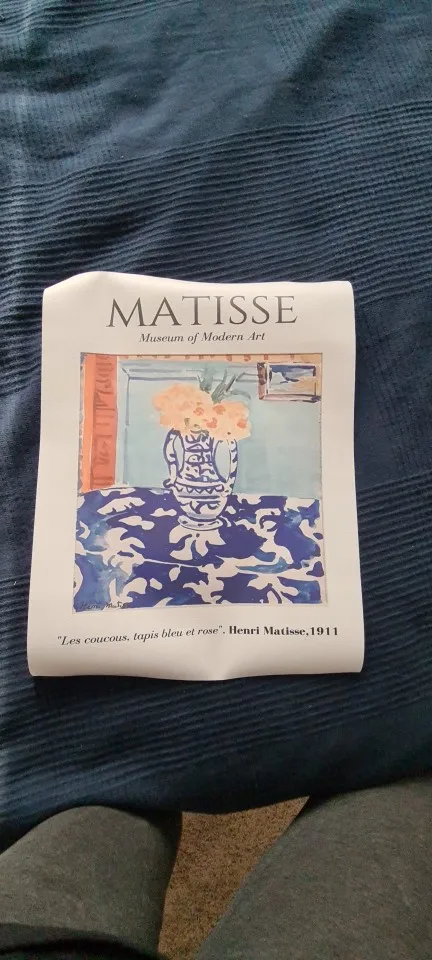 MATISSE
Museum of Modern Art
"Les coucous, tapis bleu et rose". Henri Matisse,1911